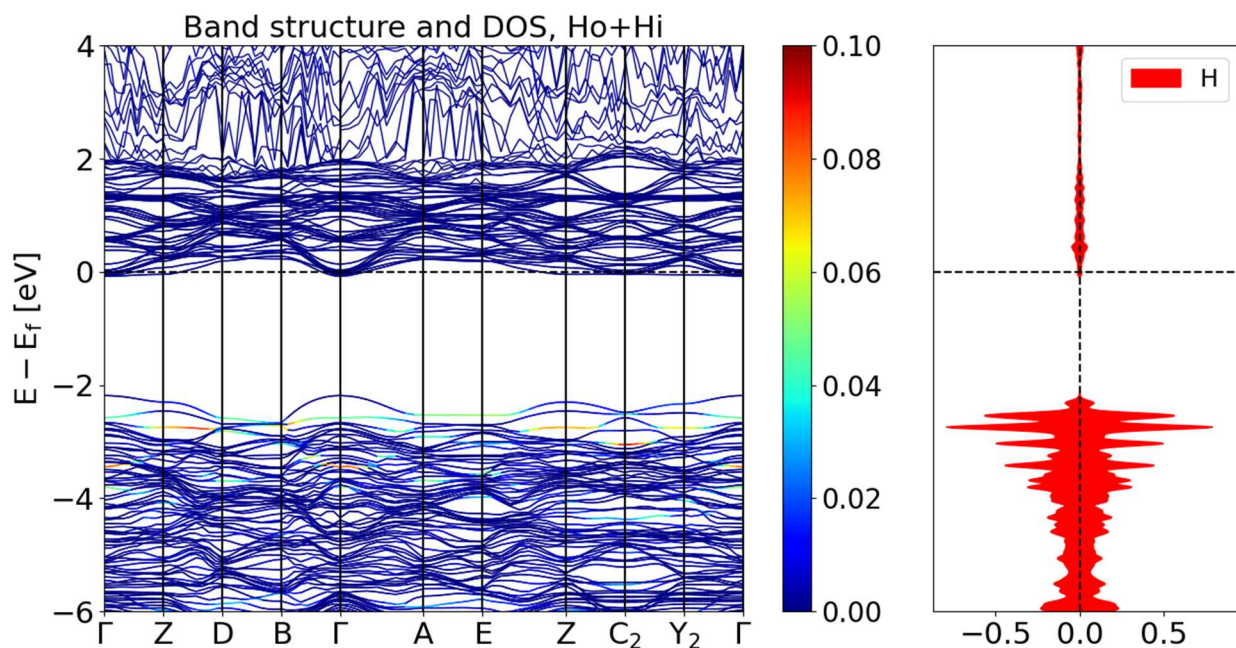 Band structure and DOS, Ho+Hi
E − E_f [eV]
4
2
0
−2
−4
−6
Γ Z D B Γ A E Z C₂ Y₂ Γ
0.10
0.08
0.06
0.04
0.02
0.00
H
−0.5 0.0 0.5